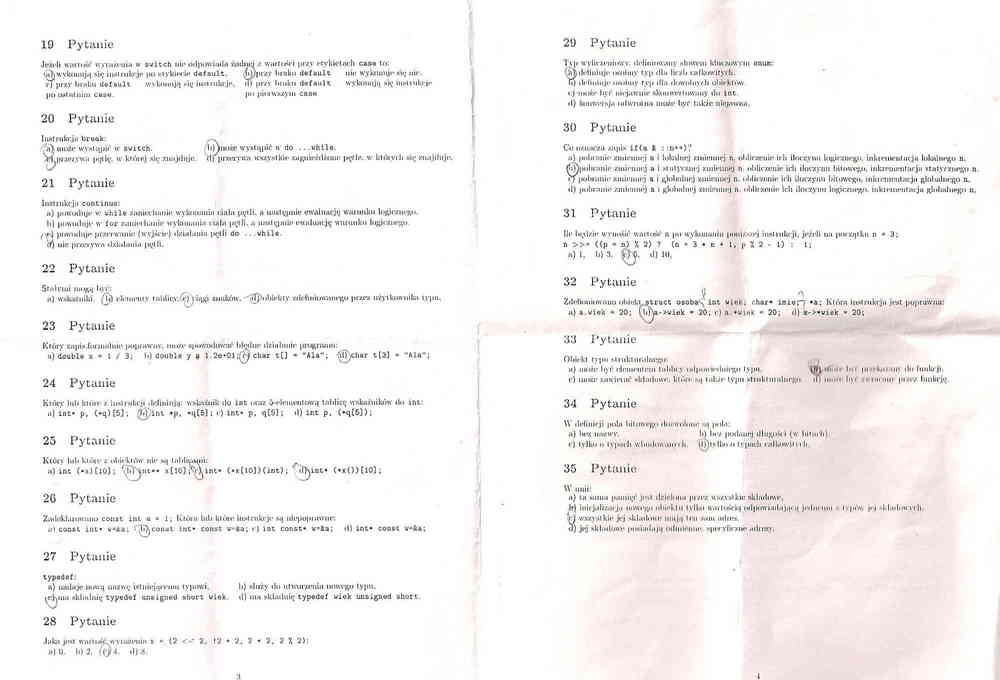 19 Pytanie
Jeżeli wartość wyrażenia w switch nie odpowiada żadnej z wartości przy etykietach case to:
a) wykonują się instrukcje po etykiecie default, b) przy braku default nie wykonuje się nic.
c) przy braku default wykonują się instrukcje, d) przy braku default wykonują się instrukcje
po ostatnim case. po pierwszym case
20 Pytanie
Instrukcja break:
a) może wystąpić w switch. b) może wystąpić w do ...while.
c) przerywa pętlę, w której się znajduje. d) przerywa wszystkie zagnieżdżone pętle, w których się znajduje.
21 Pytanie
Instrukcja continue:
a) powoduje w while zaniechanie wykonania ciała pętli, a następnie ewaluację warunku logicznego.
b) powoduje w for zaniechanie wykonania ciała pętli, a następnie ewaluację warunku logicznego.
c) powoduje przerwanie (wyjście) działania pętli do ...while.
d) nie przerywa działania pętli.
22 Pytanie
Stałymi mogą być:
a) wskaźniki. b) elementy tablicy. c) ciągi znaków. d) obiekty zdefiniowanego przez użytkownika typu.
23 Pytanie
Który zapis formalnie poprawny, może spowodować błędne działanie programu:
a) double x = 1 / 3; b) double y = 1.2e+01; c) char t[] = "Ala"; d) char t[3] = "Ala";
24 Pytanie
Który lub które z instrukcji definiują: wskaźnik do int oraz 5-elementową tablicę wskaźników do int:
a) int* p, (*q)[5]; b) int *p, *q[5]; c) int* p, q[5]; d) int p, (*q[5]);
25 Pytanie
Który lub które z obiektów nie są tablicami:
a) int (*x)[10]; b) int** x[10]; c) int* (*x[10])(int); d) int* (*x())[10];
26 Pytanie
Zadeklarowano const int a = 1; Która lub które instrukcje są niepoprawne:
a) const int* w=&a; b) const int* const w=&a; c) int const* w=&a; d) int* const w=&a;
27 Pytanie
typedef:
a) nadaje nową nazwę istniejącemu typowi. b) służy do utworzenia nowego typu.
c) ma składnię typedef unsigned short wiek. d) ma składnię typedef wiek unsigned short.
28 Pytanie
Jaka jest wartość wyrażenia x = (2 <<= 2, !2 + 2, 2 * 2, 2 % 2):
a) 0. b) 2. c) 4. d) 8.
3
29 Pytanie
Typ wyliczeniowy, definiowany słowem kluczowym enum:
a) definiuje osobny typ dla liczb całkowitych.
b) definiuje osobny typ dla dowolnych obiektów.
c) może być niejawnie skonwertowany do int.
d) konwersja odwrotna może być także niejawna.
30 Pytanie
Co oznacza zapis if(a & ::n++)?
a) pobranie zmiennej a i lokalnej zmiennej n, obliczenie ich iloczynu logicznego, inkrementacja lokalnego n.
b) pobranie zmiennej a i statycznej zmiennej n, obliczenie ich iloczynu bitowego, inkrementacja statycznego n.
c) pobranie zmiennej a i globalnej zmiennej n, obliczenie ich iloczynu bitowego, inkrementacja globalnego n.
d) pobranie zmiennej a i globalnej zmiennej n, obliczenie ich iloczynu logicznego, inkrementacja globalnego n.
31 Pytanie
Ile będzie wynosić wartość n po wykonaniu poniższej instrukcji, jeżeli na początku n = 3;
n >>= ((p = n) % 2) ? (n = 3 * n + 1, p % 2 - 1) : 1;
a) 1. b) 3. c) 5. d) 10.
32 Pytanie
Zdefiniowano obiekt struct osoba{ int wiek; char* imie; } *a; Która instrukcja jest poprawna:
a) a.wiek = 20; b) a->wiek = 20; c) a.*wiek = 20; d) a->*wiek = 20;
33 Pytanie
Obiekt typu strukturalnego:
a) może być elementem tablicy odpowiedniego typu. b) może być przekazany do funkcji.
c) może zawierać składowe, które są także typu strukturalnego. d) może być zwracany przez funkcję.
34 Pytanie
W definicji pola bitowego dozwolone są pola:
a) bez nazwy. b) bez podanej długości (w bitach).
c) tylko o typach wbudowanych. d) tylko o typach całkowitych.
35 Pytanie
W unii:
a) ta sama pamięć jest dzielona przez wszystkie składowe.
b) inicjalizacja nowego obiektu tylko wartością odpowiadającą jednemu z typów jej składowych.
c) wszystkie jej składowe mają ten sam adres.
d) jej składowe posiadają odmienne, specyficzne adresy.
4